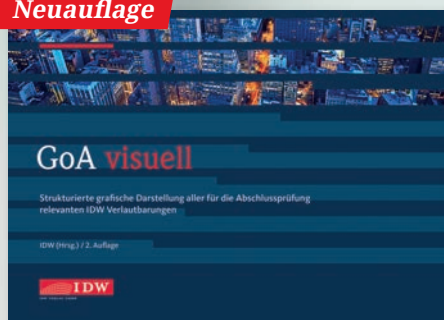 Neuauflage
GoA visuell
Strukturierte grafische Darstellung aller für die Abschlussprüfung
relevanten IDW Verlautbarungen
IDW (Hrsg.) / 2. Auflage
IDW